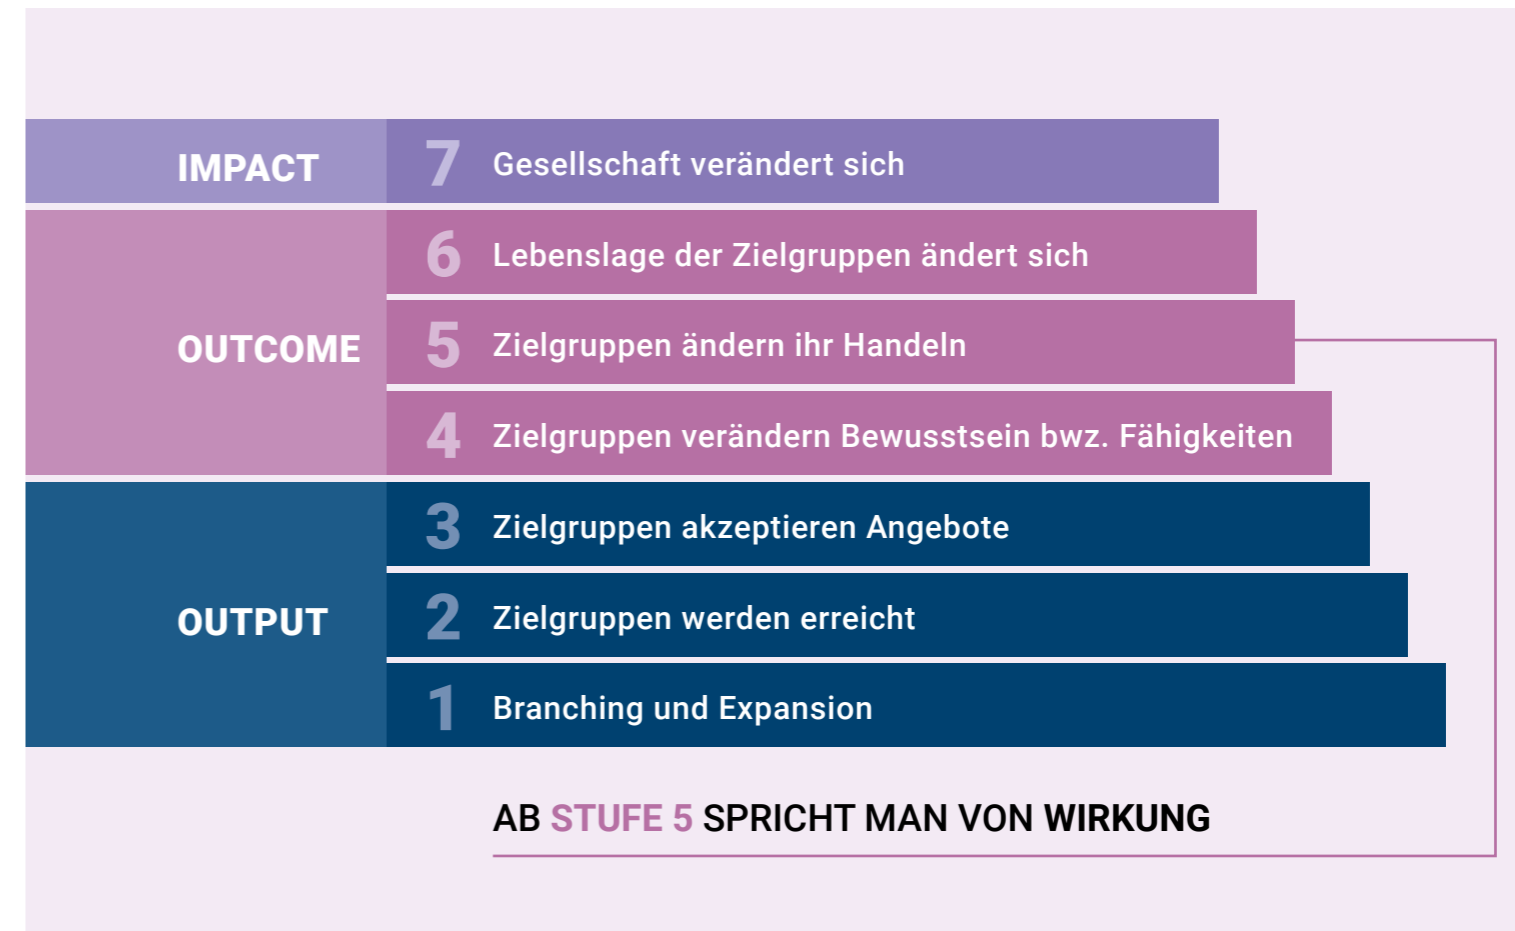 IMPACT
7 Gesellschaft verändert sich
6 Lebenslage der Zielgruppen ändert sich
OUTCOME
5 Zielgruppen ändern ihr Handeln
4 Zielgruppen verändern Bewusstsein bwz. Fähigkeiten
3 Zielgruppen akzeptieren Angebote
OUTPUT
2 Zielgruppen werden erreicht
1 Branching und Expansion
AB STUFE 5 SPRICHT MAN VON WIRKUNG